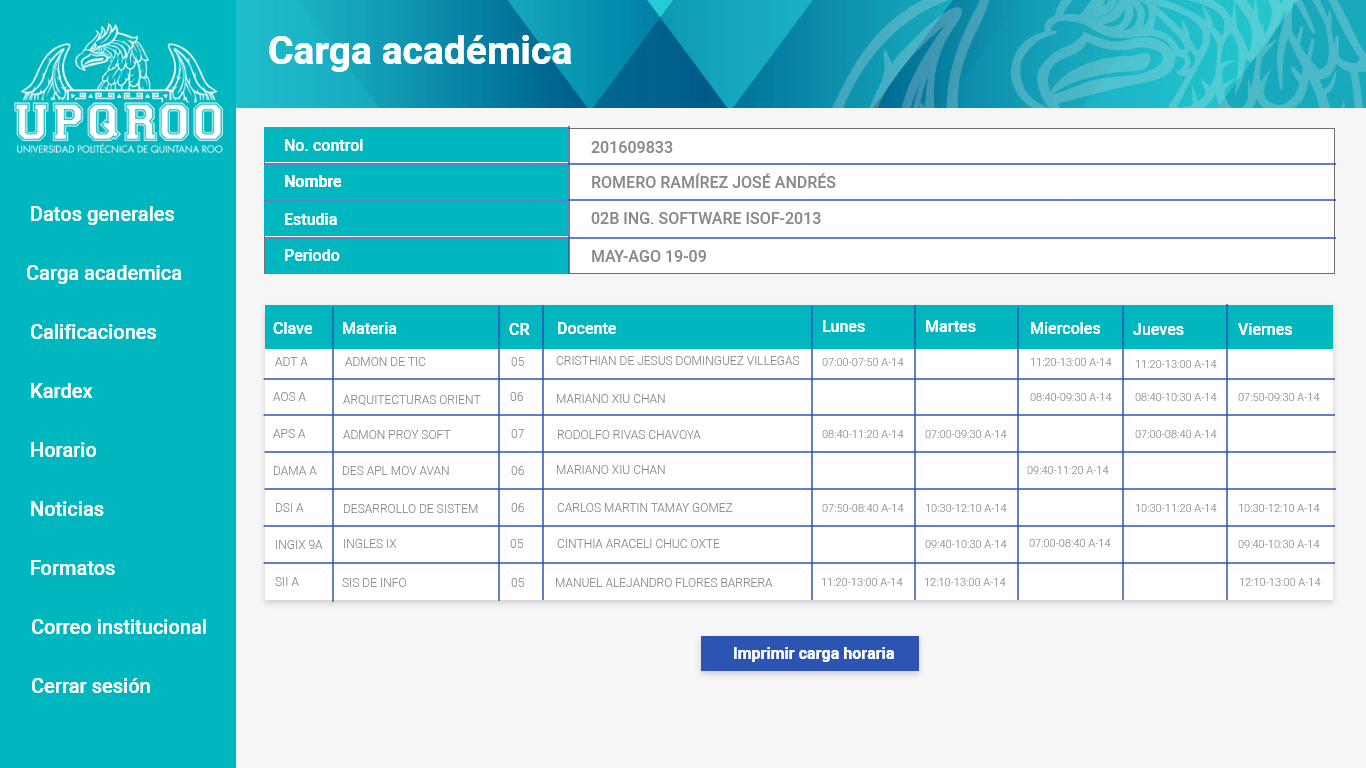 UPQROO
UNIVERSIDAD POLITÉCNICA DE QUINTANA ROO
Datos generales
Carga academica
Calificaciones
Kardex
Horario
Noticias
Formatos
Correo institucional
Cerrar sesión
Carga académica
No. control 201609833
Nombre ROMERO RAMÍREZ JOSÉ ANDRÉS
Estudia 02B ING. SOFTWARE ISOF-2013
Periodo MAY-AGO 19-09
Clave Materia CR Docente Lunes Martes Miercoles Jueves Viernes
ADT A ADMON DE TIC 05 CRISTHIAN DE JESUS DOMINGUEZ VILLEGAS 07:00-07:50 A-14 11:20-13:00 A-14 11:20-13:00 A-14
AOS A ARQUITECTURAS ORIENT 06 MARIANO XIU CHAN 08:40-09:30 A-14 08:40-10:30 A-14 07:50-09:30 A-14
APS A ADMON PROY SOFT 07 RODOLFO RIVAS CHAVOYA 08:40-11:20 A-14 07:00-09:30 A-14 07:00-08:40 A-14
DAMA A DES APL MOV AVAN 06 MARIANO XIU CHAN 09:40-11:20 A-14
DSI A DESARROLLO DE SISTEM 06 CARLOS MARTIN TAMAY GOMEZ 07:50-08:40 A-14 10:30-12:10 A-14 10:30-11:20 A-14 10:30-12:10 A-14
INGIX 9A INGLES IX 05 CINTHIA ARACELI CHUC OXTE 09:40-10:30 A-14 07:00-08:40 A-14 09:40-10:30 A-14
SII A SIS DE INFO 05 MANUEL ALEJANDRO FLORES BARRERA 11:20-13:00 A-14 12:10-13:00 A-14 12:10-13:00 A-14
Imprimir carga horaria